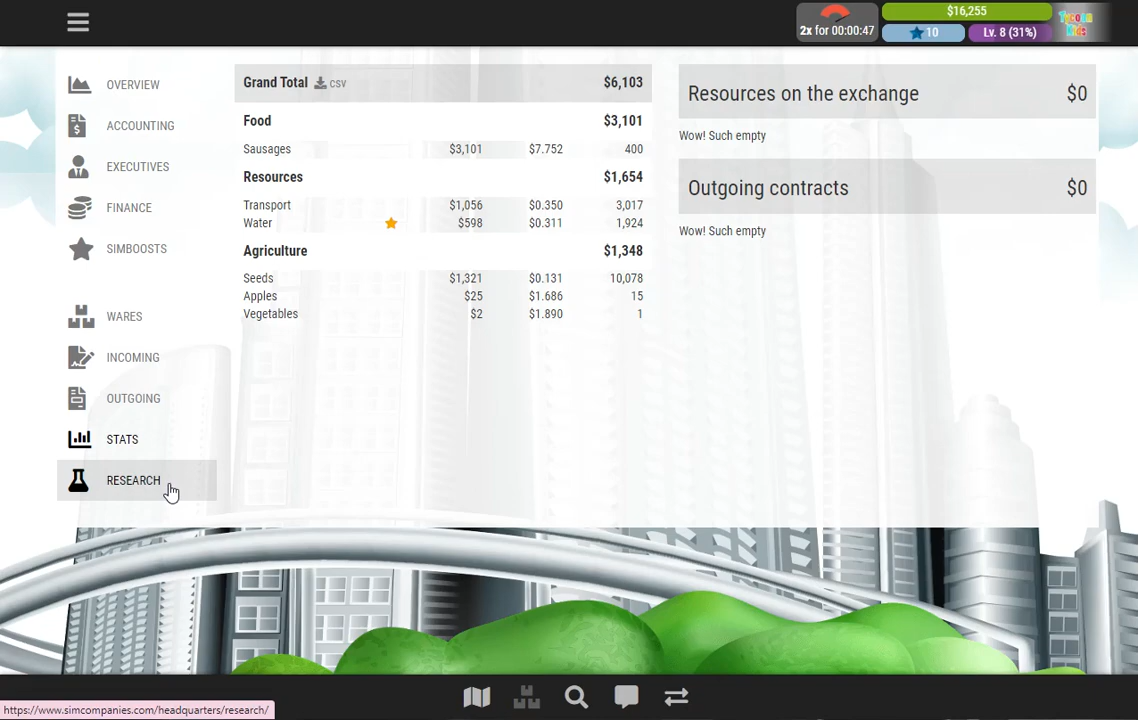 2x for 00:00:47
$16,255
10
Lv. 8 (31%)
Tycoon Kids
OVERVIEW
ACCOUNTING
EXECUTIVES
FINANCE
SIMBOOSTS
WARES
INCOMING
OUTGOING
STATS
RESEARCH
Grand Total csv $6,103
Food $3,101
Sausages $3,101 $7.752 400
Resources $1,654
Transport $1,056 $0.350 3,017
Water $598 $0.311 1,924
Agriculture $1,348
Seeds $1,321 $0.131 10,078
Apples $25 $1.686 15
Vegetables $2 $1.890 1
Resources on the exchange $0
Wow! Such empty
Outgoing contracts $0
Wow! Such empty
https://www.simcompanies.com/headquarters/research/